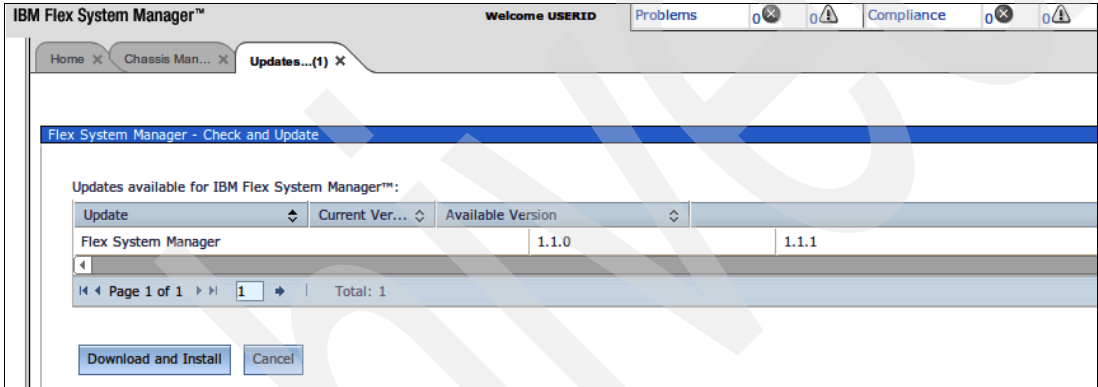 IBM Flex System Manager™ Welcome USERID Problems 0 0 Compliance 0 0
Home Chassis Man... Updates...(1)
Flex System Manager - Check and Update
Updates available for IBM Flex System Manager™:
Update Current Ver... Available Version
Flex System Manager 1.1.0 1.1.1
Page 1 of 1 1 Total: 1
Download and Install Cancel